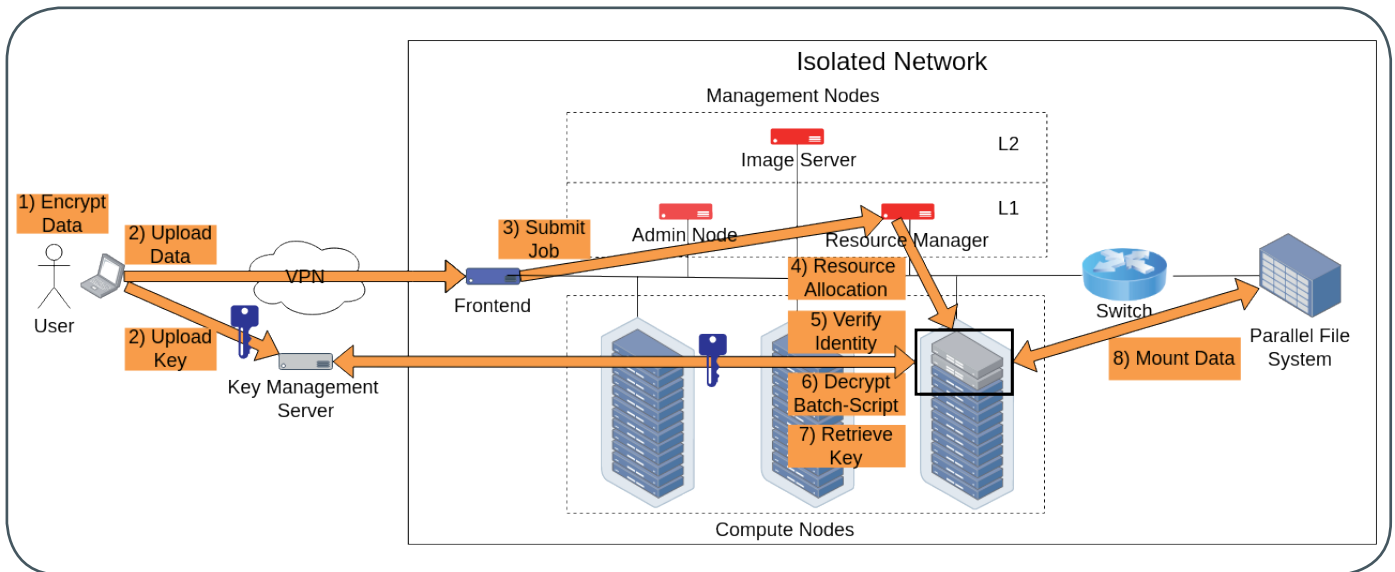 Isolated Network
Management Nodes
L2
Image Server
L1
1) Encrypt
Data
2) Upload
Data
3) Submit
Job
Admin Node
Resource Manager
VPN
4) Resource
Allocation
Frontend
Switch
User
2) Upload
Key
5) Verify
Identity
Parallel File
System
8) Mount Data
Key Management
Server
6) Decrypt
Batch-Script
7) Retrieve
Key
Compute Nodes